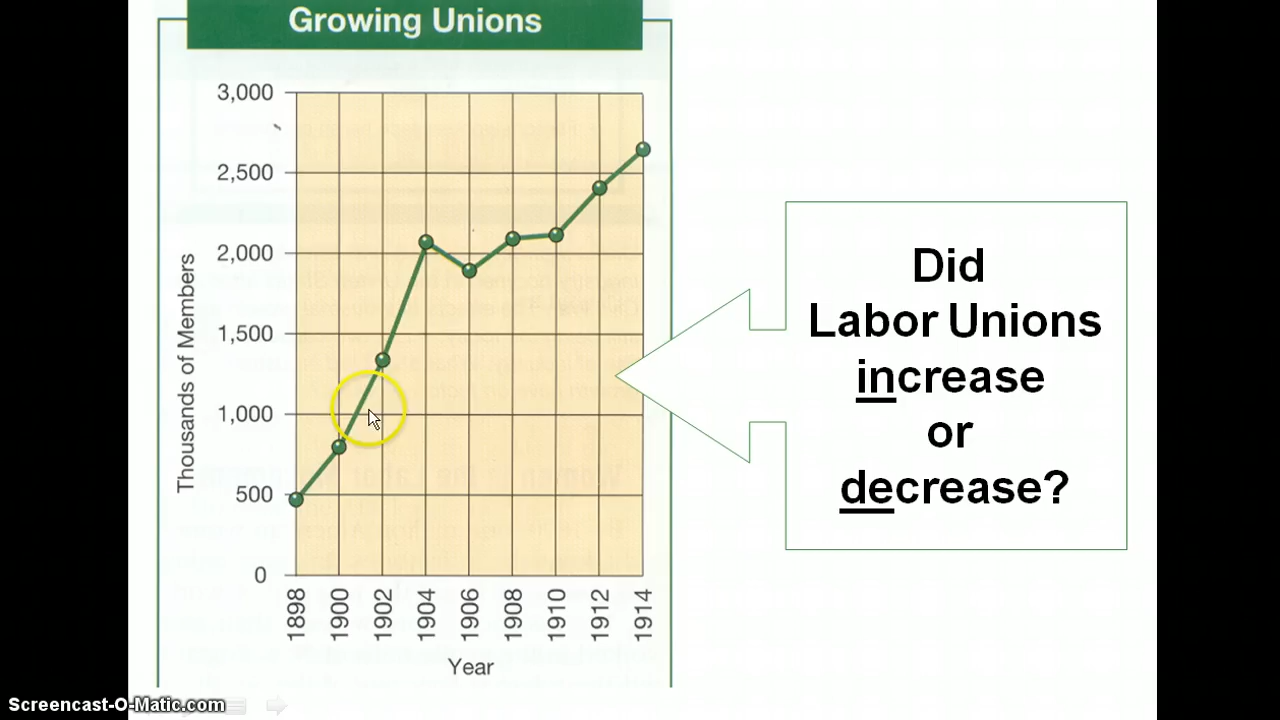 Growing Unions
3,000
2,500
2,000
1,500
1,000
500
0
Thousands of Members
1898
1900
1902
1904
1906
1908
1910
1912
1914
Year
Did
Labor Unions
increase
or
decrease?
Screencast-O-Matic.com